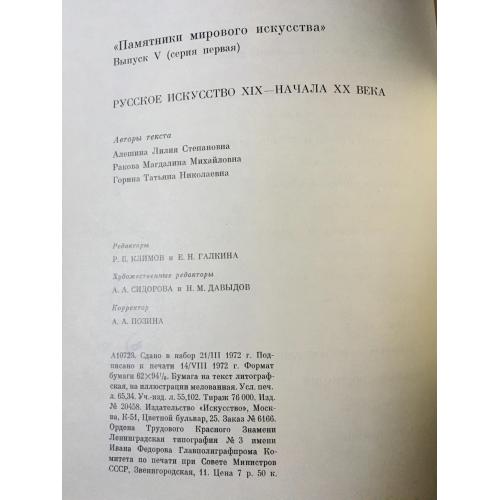 «Памятники мирового искусства»
Выпуск V (серия первая)
РУССКОЕ ИСКУССТВО XIX—НАЧАЛА XX ВЕКА
Авторы текста
Алешина Лилия Степановна
Ракова Магдалина Михайловна
Горина Татьяна Николаевна
Редакторы
Р. Б. КЛИМОВ и Е. Н. ГАЛКИНА
Художественные редакторы
А. А. СИДОРОВА и Н. М. ДАВЫДОВ
Корректор
А. А. ПОЗИНА
А10723. Сдано в набор 21/III 1972 г. Под-
писано к печати 14/VIII 1972 г. Формат
бумаги 62×94¹/₈. Бумага на текст литограф-
ская, на иллюстрации мелованная. Усл. печ.
л. 65,34. Уч.-изд. л. 55,102. Тираж 76 000. Изд.
№ 20458. Издательство «Искусство», Моск-
ва, К-51, Цветной бульвар, 25. Заказ № 6166.
Ордена Трудового Красного Знамени
Ленинградская типография № 3 имени
Ивана Федорова Главполиграфпрома Ко-
митета по печати при Совете Министров
СССР, Звенигородская, 11. Цена 7 р. 50 к.